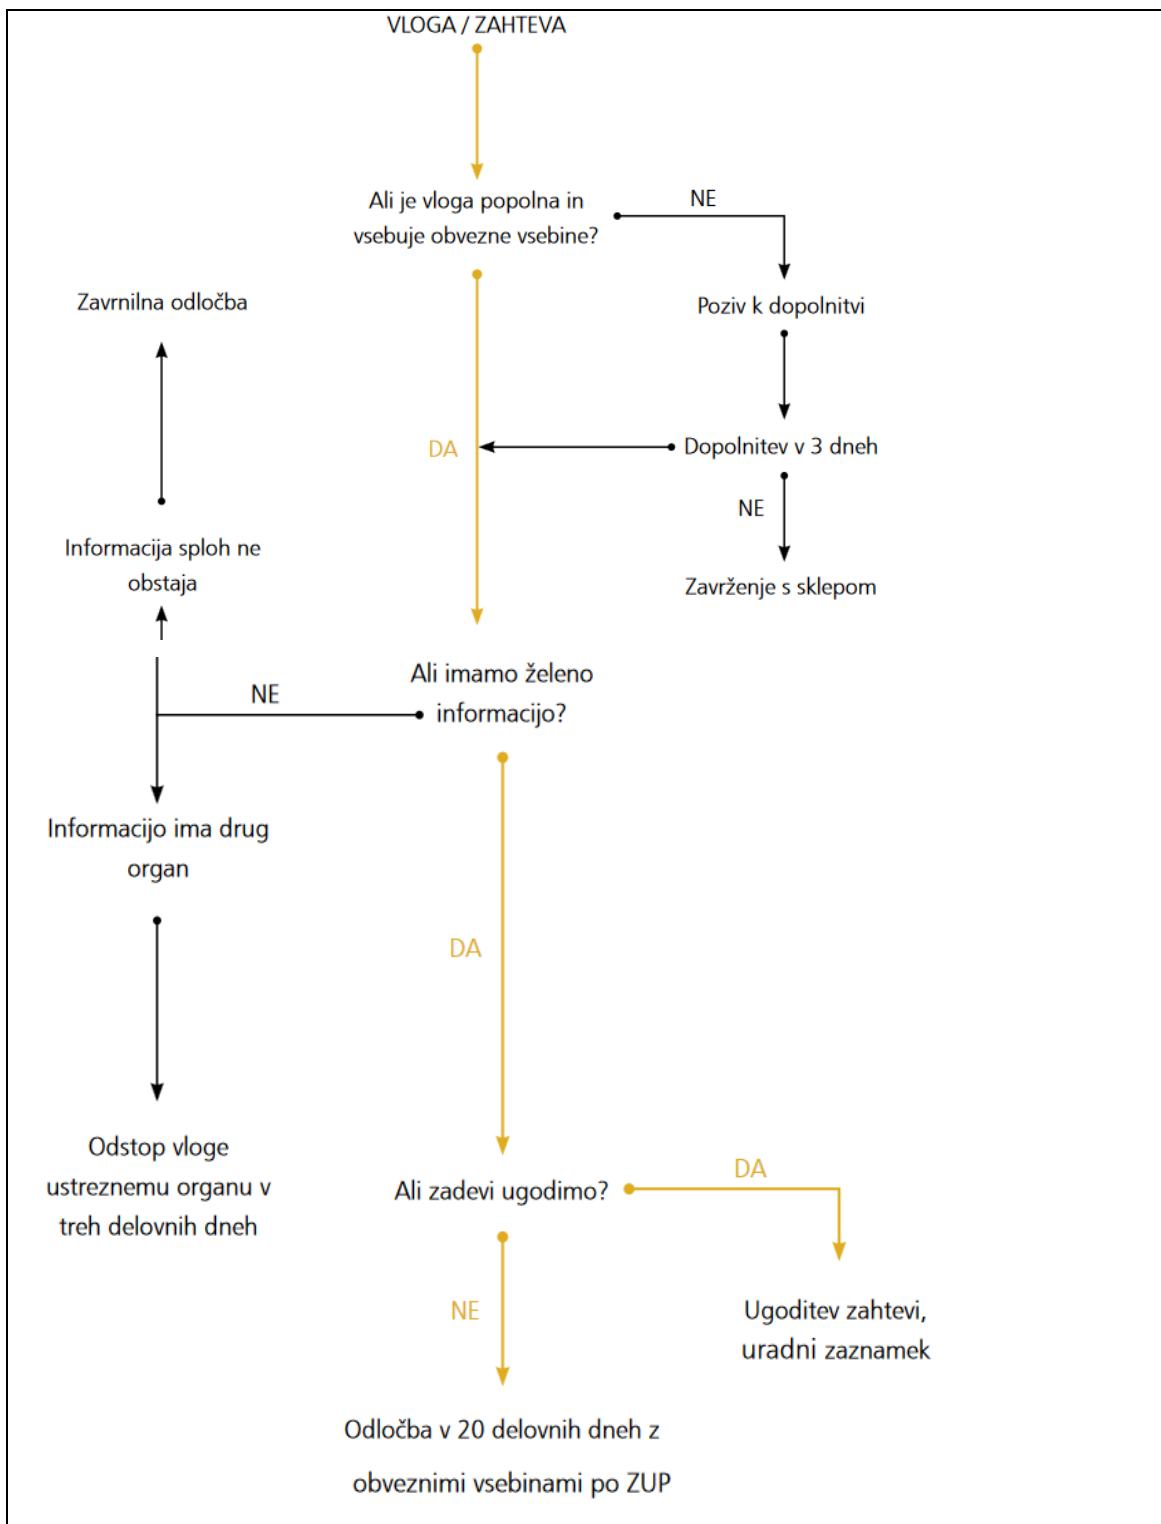 VLOGA / ZAHTEVA
Ali je vloga popolna in
vsebuje obvezne vsebine?
NE
Poziv k dopolnitvi
Zavrnilna odločba
DA
Dopolnitev v 3 dneh
NE
Zavrženje s sklepom
Informacija sploh ne
obstaja
Ali imamo želeno
informacijo?
NE
Informacijo ima drug
organ
DA
Odstop vloge
ustreznemu organu v
treh delovnih dneh
Ali zadevi ugodimo?
DA
NE
Ugoditev zahtevi,
uradni zaznamek
Odločba v 20 delovnih dneh z
obveznimi vsebinami po ZUP